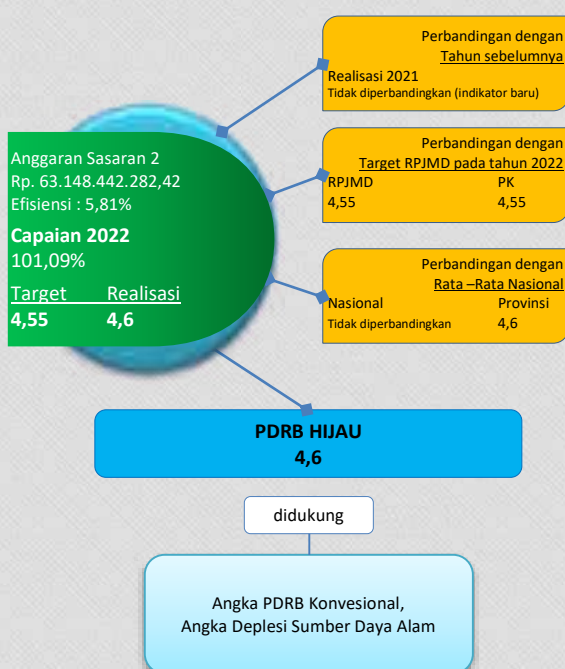 Perbandingan dengan
Tahun sebelumnya
Realisasi 2021
Tidak diperbandingkan (indikator baru)
Anggaran Sasaran 2
Rp. 63.148.442.282,42
Efisiensi : 5,81%
Capaian 2022
101,09%
Target Realisasi
4,55 4,6
Perbandingan dengan
Target RPJMD pada tahun 2022
RPJMD PK
4,55 4,55
Perbandingan dengan
Rata –Rata Nasional
Nasional Provinsi
Tidak diperbandingkan 4,6
PDRB HIJAU
4,6
didukung
Angka PDRB Konvesional,
Angka Deplesi Sumber Daya Alam